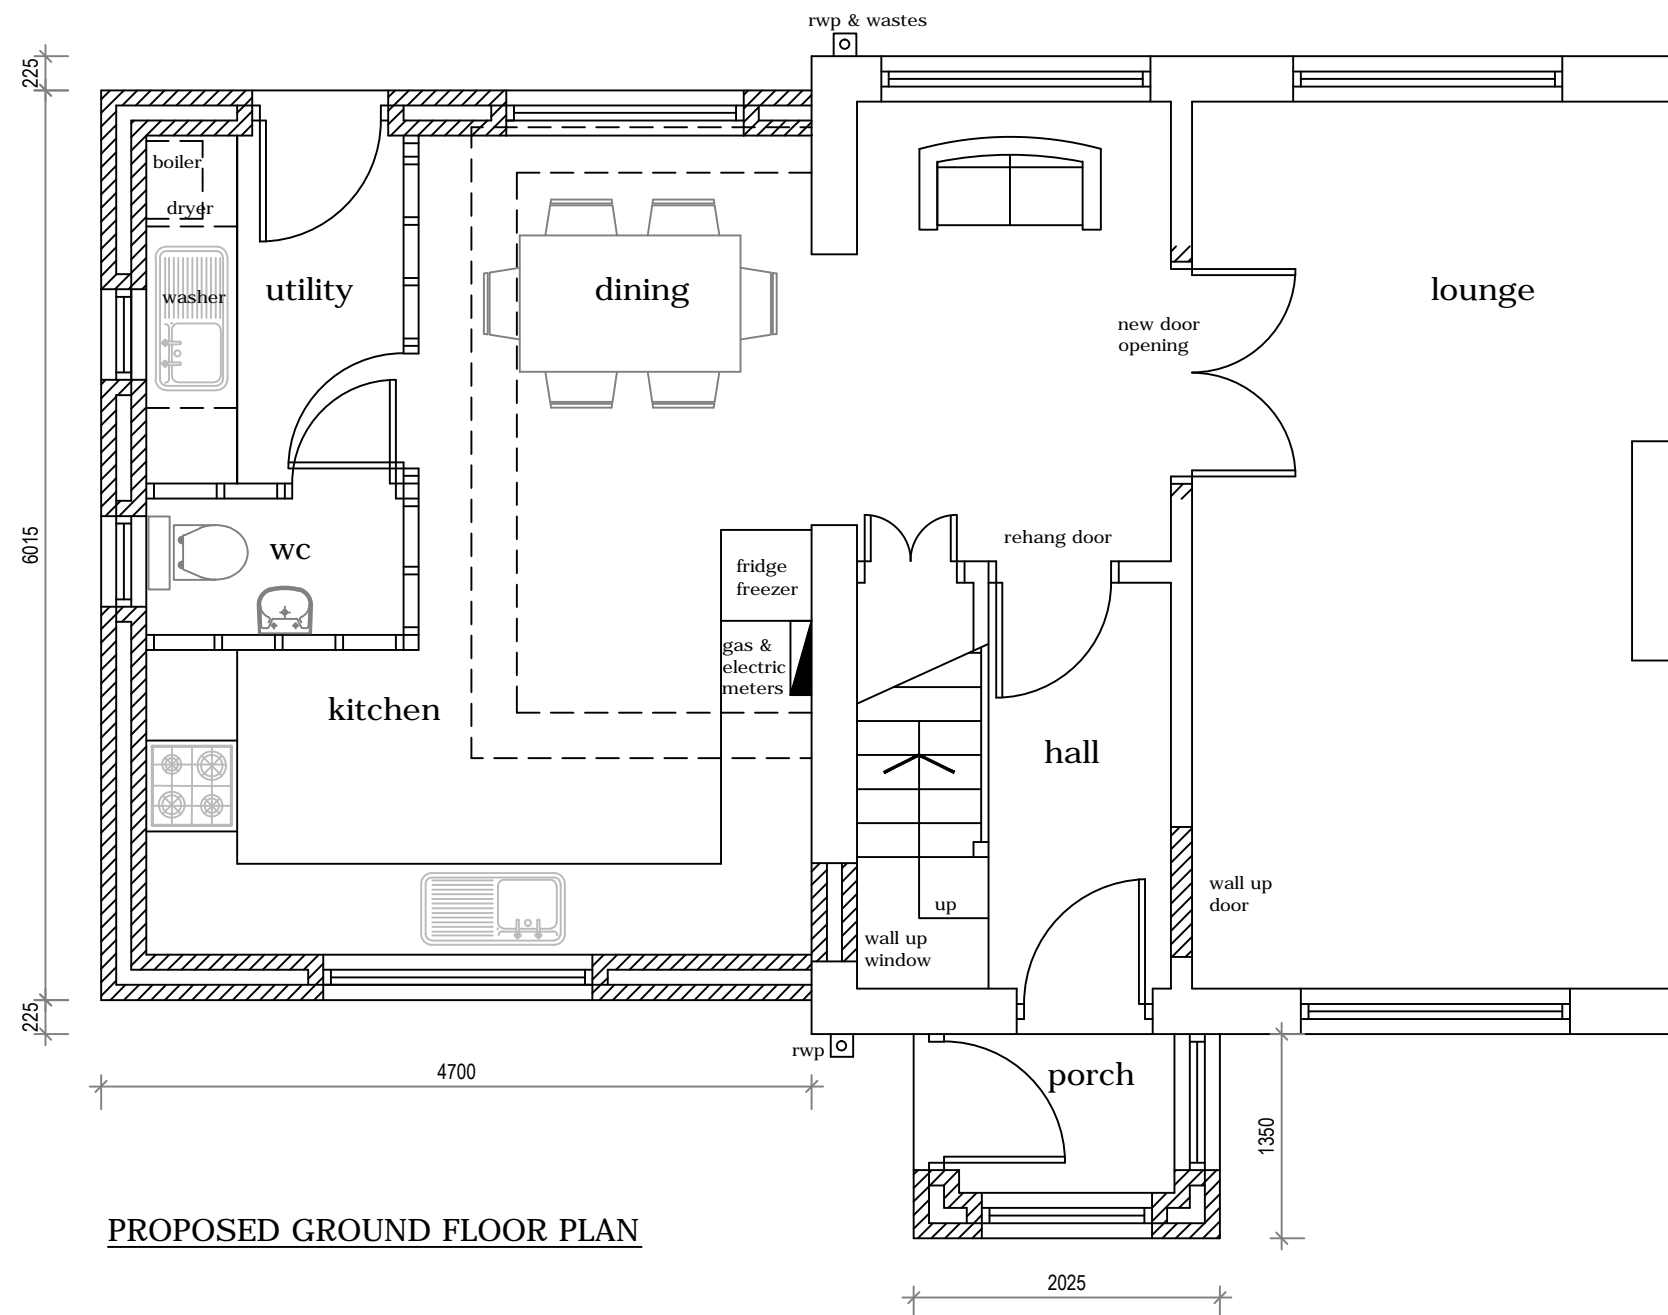 rwp & wastes
225
boiler
dryer
washer
utility
dining
lounge
new door
opening
6015
wc
rehang door
fridge
freezer
gas &
electric
meters
kitchen
hall
wall up
door
up
wall up
window
225
rwp
4700
porch
1350
PROPOSED GROUND FLOOR PLAN
2025